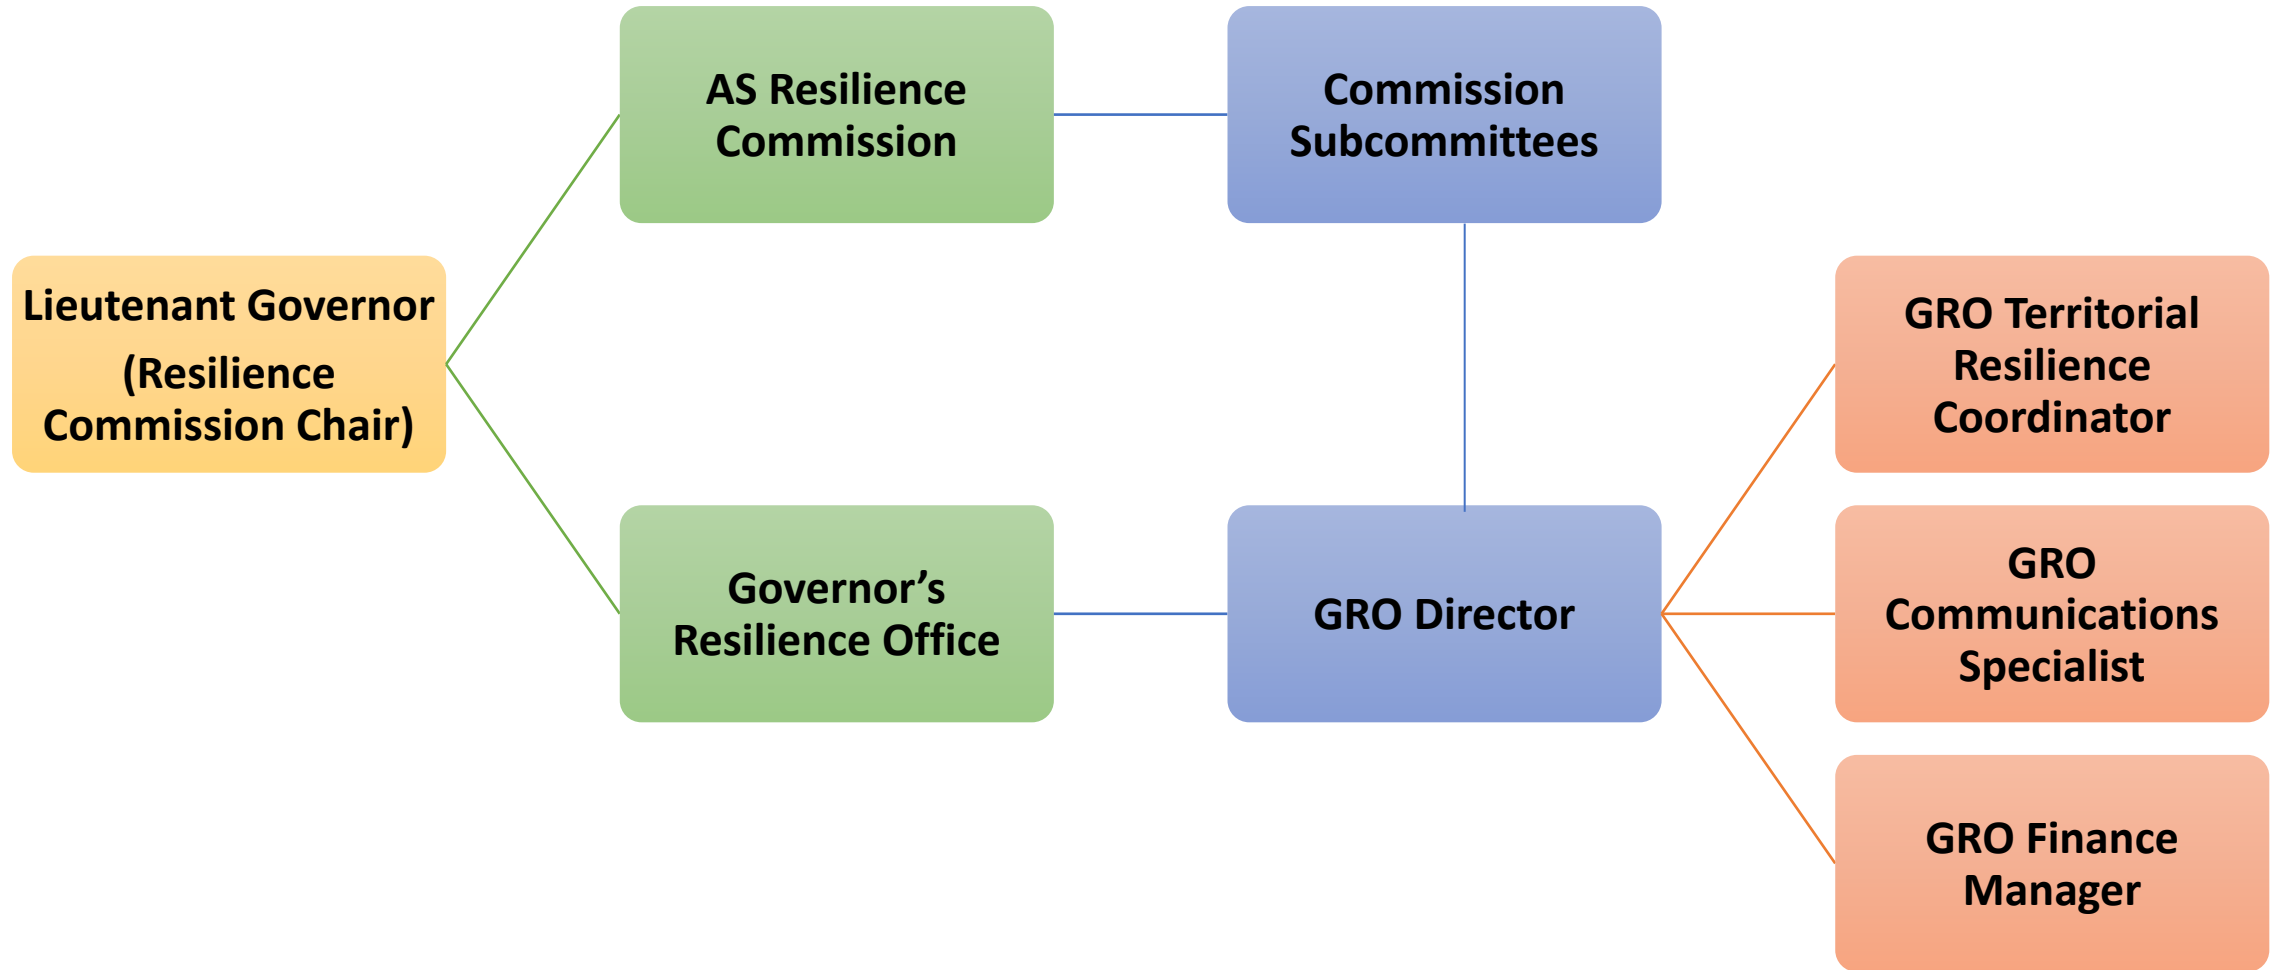 AS Resilience
Commission
Commission
Subcommittees
Lieutenant Governor
(Resilience
Commission Chair)
GRO Territorial
Resilience
Coordinator
Governor’s
Resilience Office
GRO Director
GRO
Communications
Specialist
GRO Finance
Manager